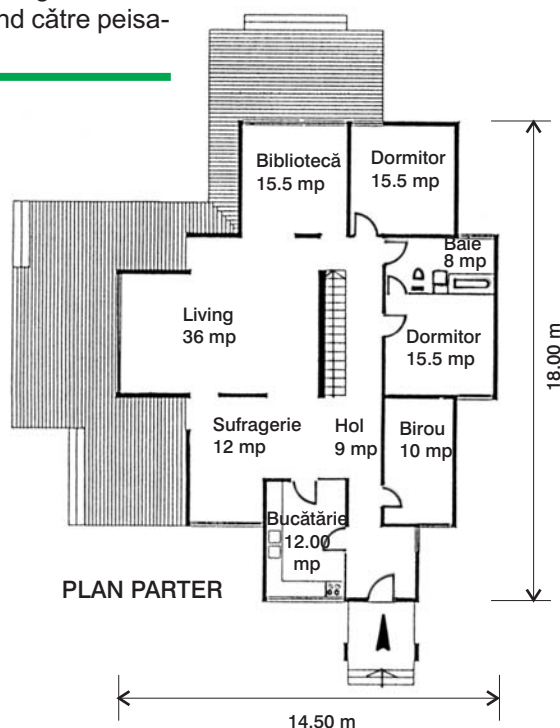 nd către peisa-
Bibliotecă
15.5 mp
Dormitor
15.5 mp
Baie
8 mp
Living
36 mp
Dormitor
15.5 mp
18.00 m
Sufragerie
12 mp
Hol
9 mp
Birou
10 mp
Bucătărie
12.00
mp
PLAN PARTER
14.50 m